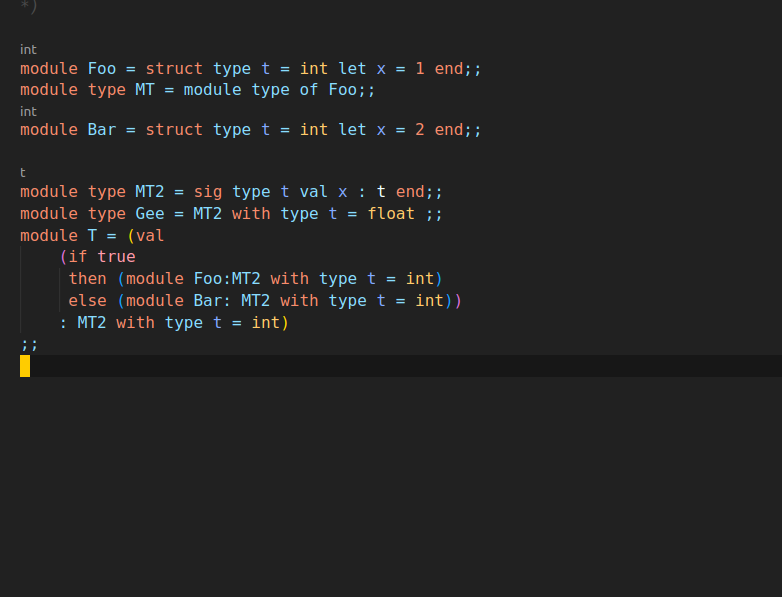 *)
int
module Foo = struct type t = int let x = 1 end;;
module type MT = module type of Foo;;
int
module Bar = struct type t = int let x = 2 end;;
t
module type MT2 = sig type t val x : t end;;
module type Gee = MT2 with type t = float ;;
module T = (val
(if true
then (module Foo:MT2 with type t = int)
else (module Bar: MT2 with type t = int))
: MT2 with type t = int)
;;